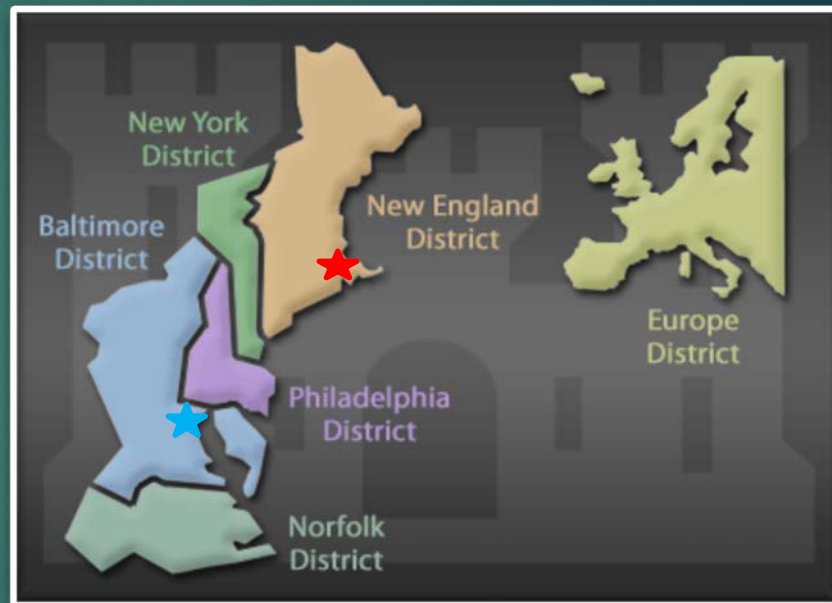 New York
District
Baltimore
District
New England
District
Europe
District
Philadelphia
District
Norfolk
District